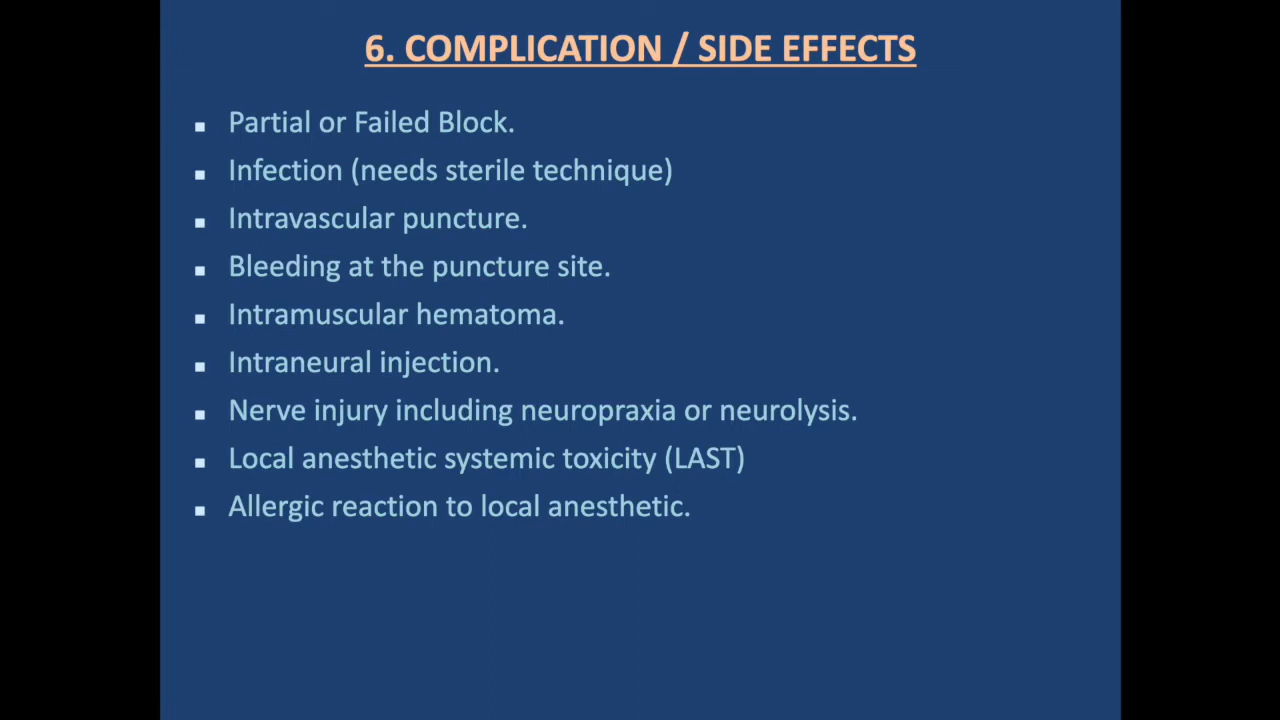 6. COMPLICATION / SIDE EFFECTS
▪ Partial or Failed Block.
▪ Infection (needs sterile technique)
▪ Intravascular puncture.
▪ Bleeding at the puncture site.
▪ Intramuscular hematoma.
▪ Intraneural injection.
▪ Nerve injury including neuropraxia or neurolysis.
▪ Local anesthetic systemic toxicity (LAST)
▪ Allergic reaction to local anesthetic.